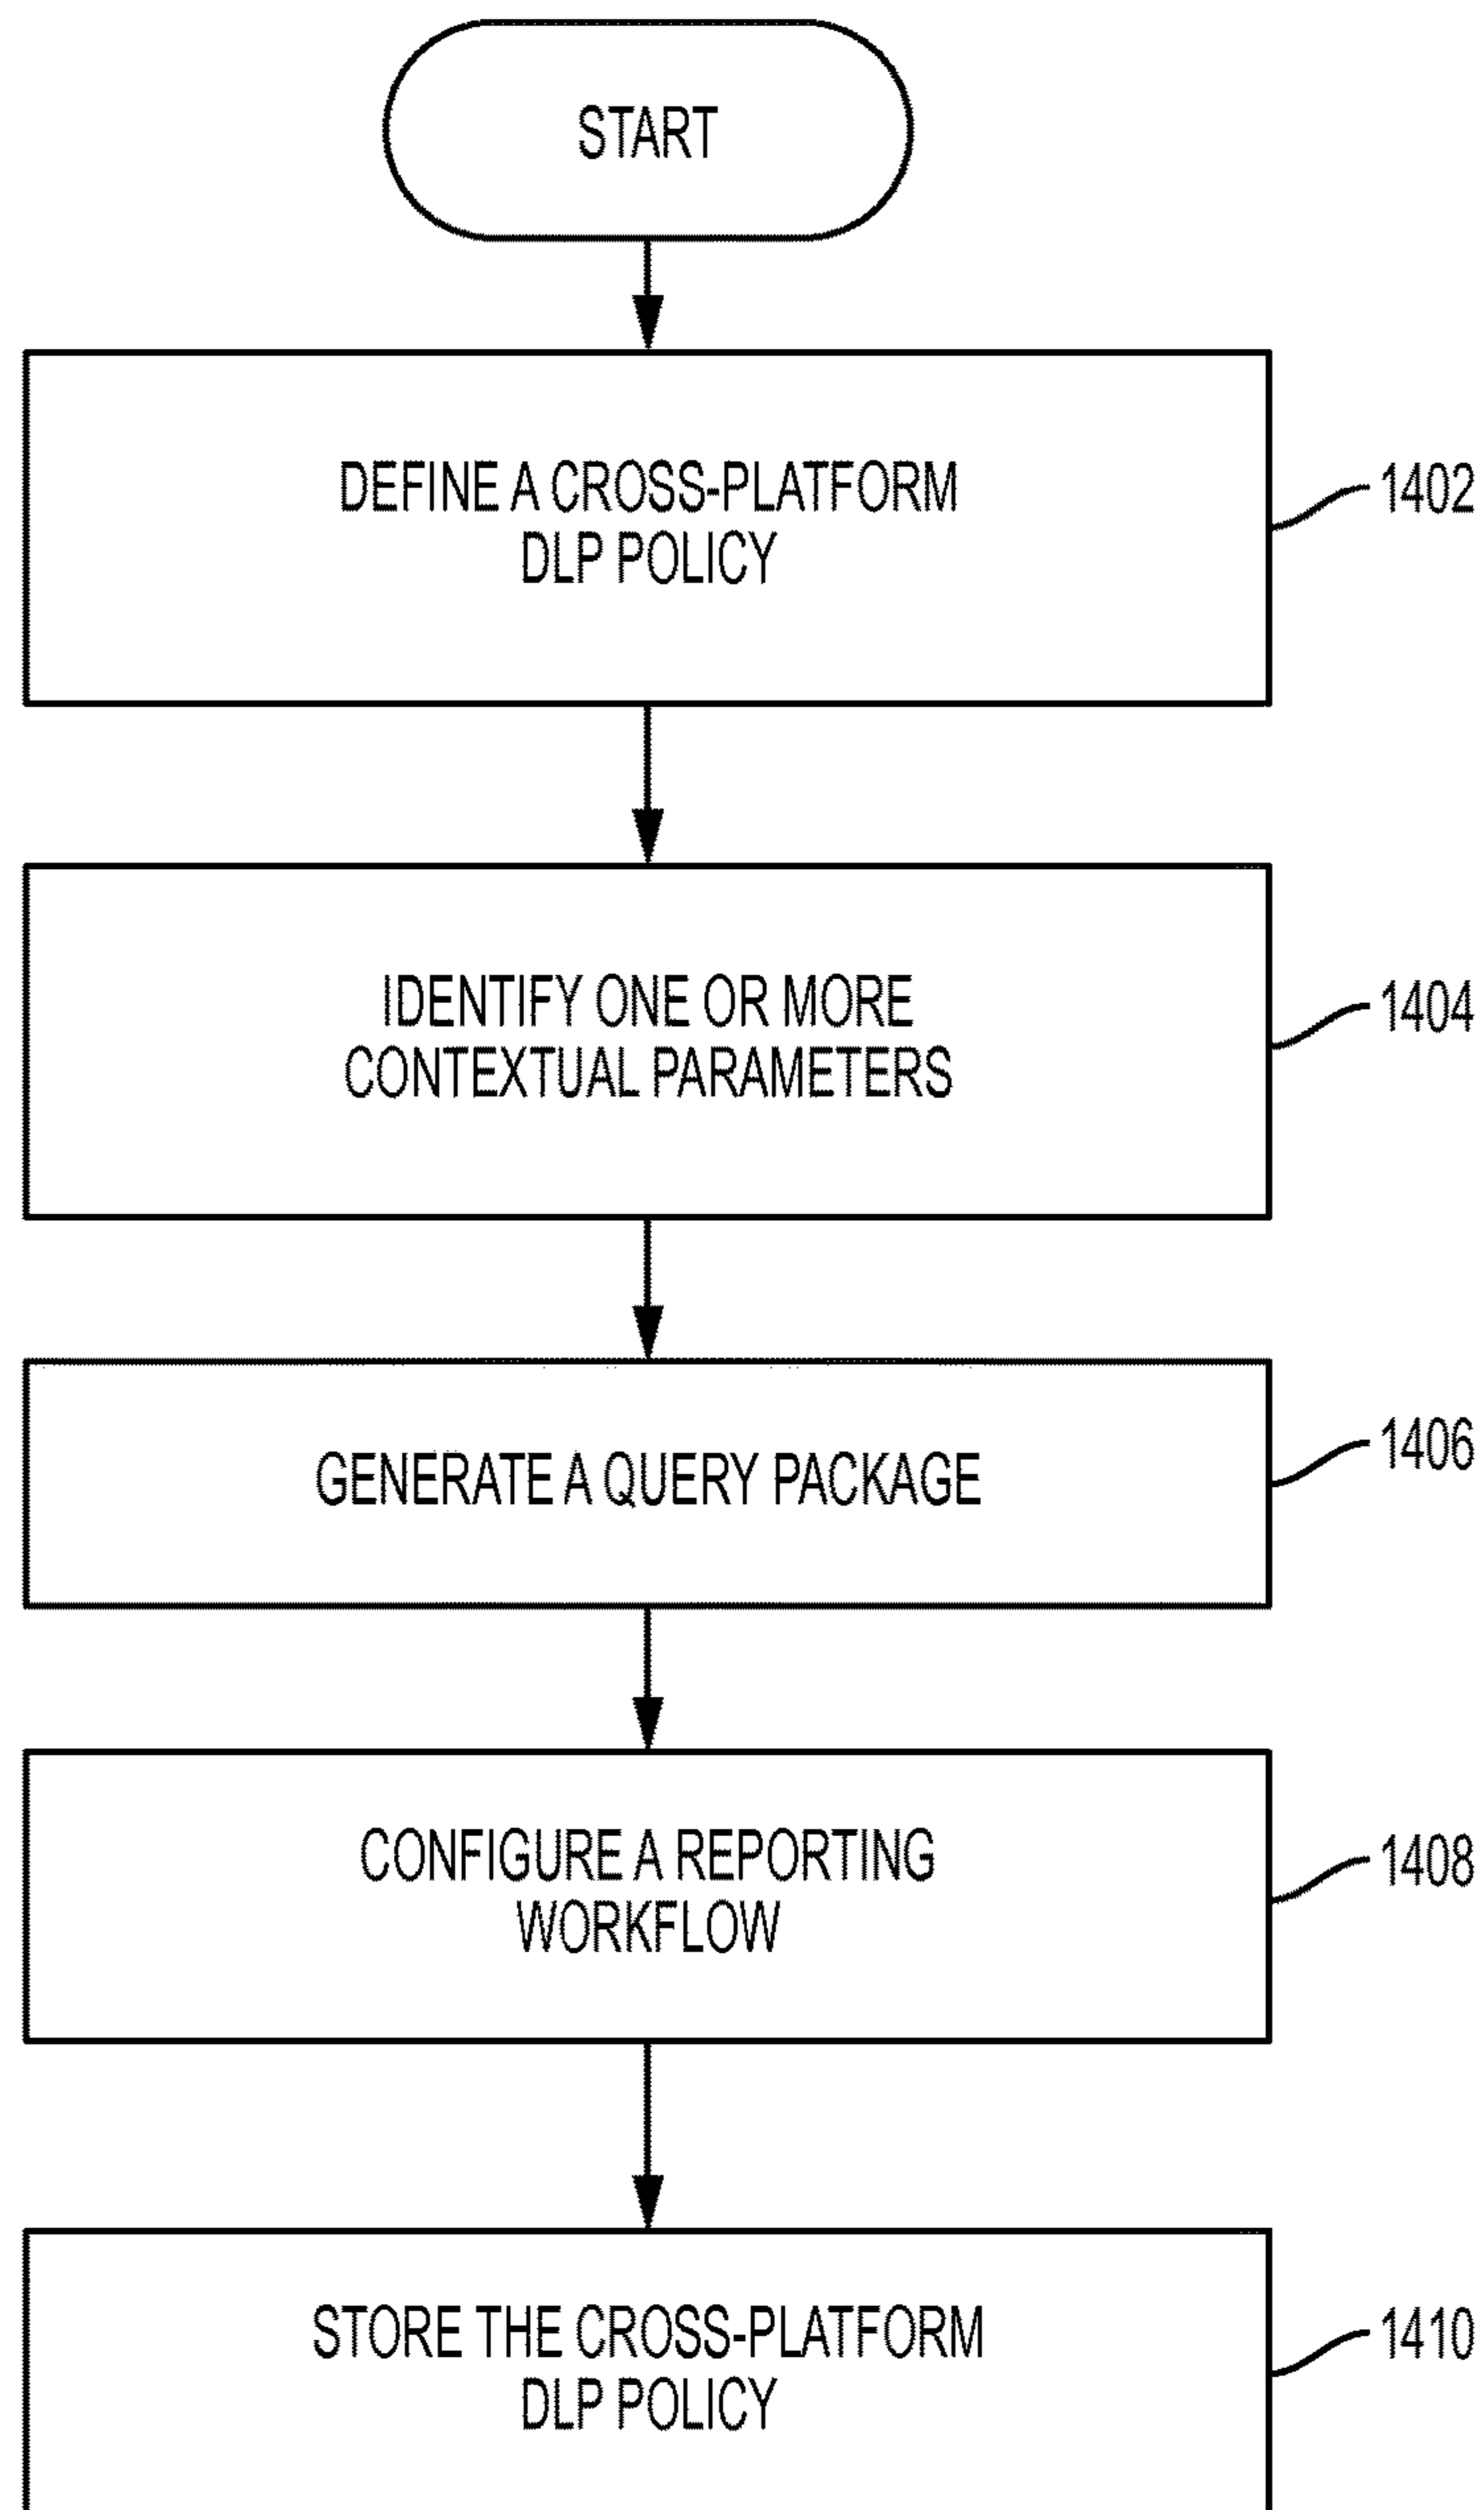 START
DEFINE A CROSS-PLATFORM
DLP POLICY
1402
IDENTIFY ONE OR MORE
CONTEXTUAL PARAMETERS
1404
GENERATE A QUERY PACKAGE
1406
CONFIGURE A REPORTING
WORKFLOW
1408
STORE THE CROSS-PLATFORM
DLP POLICY
1410